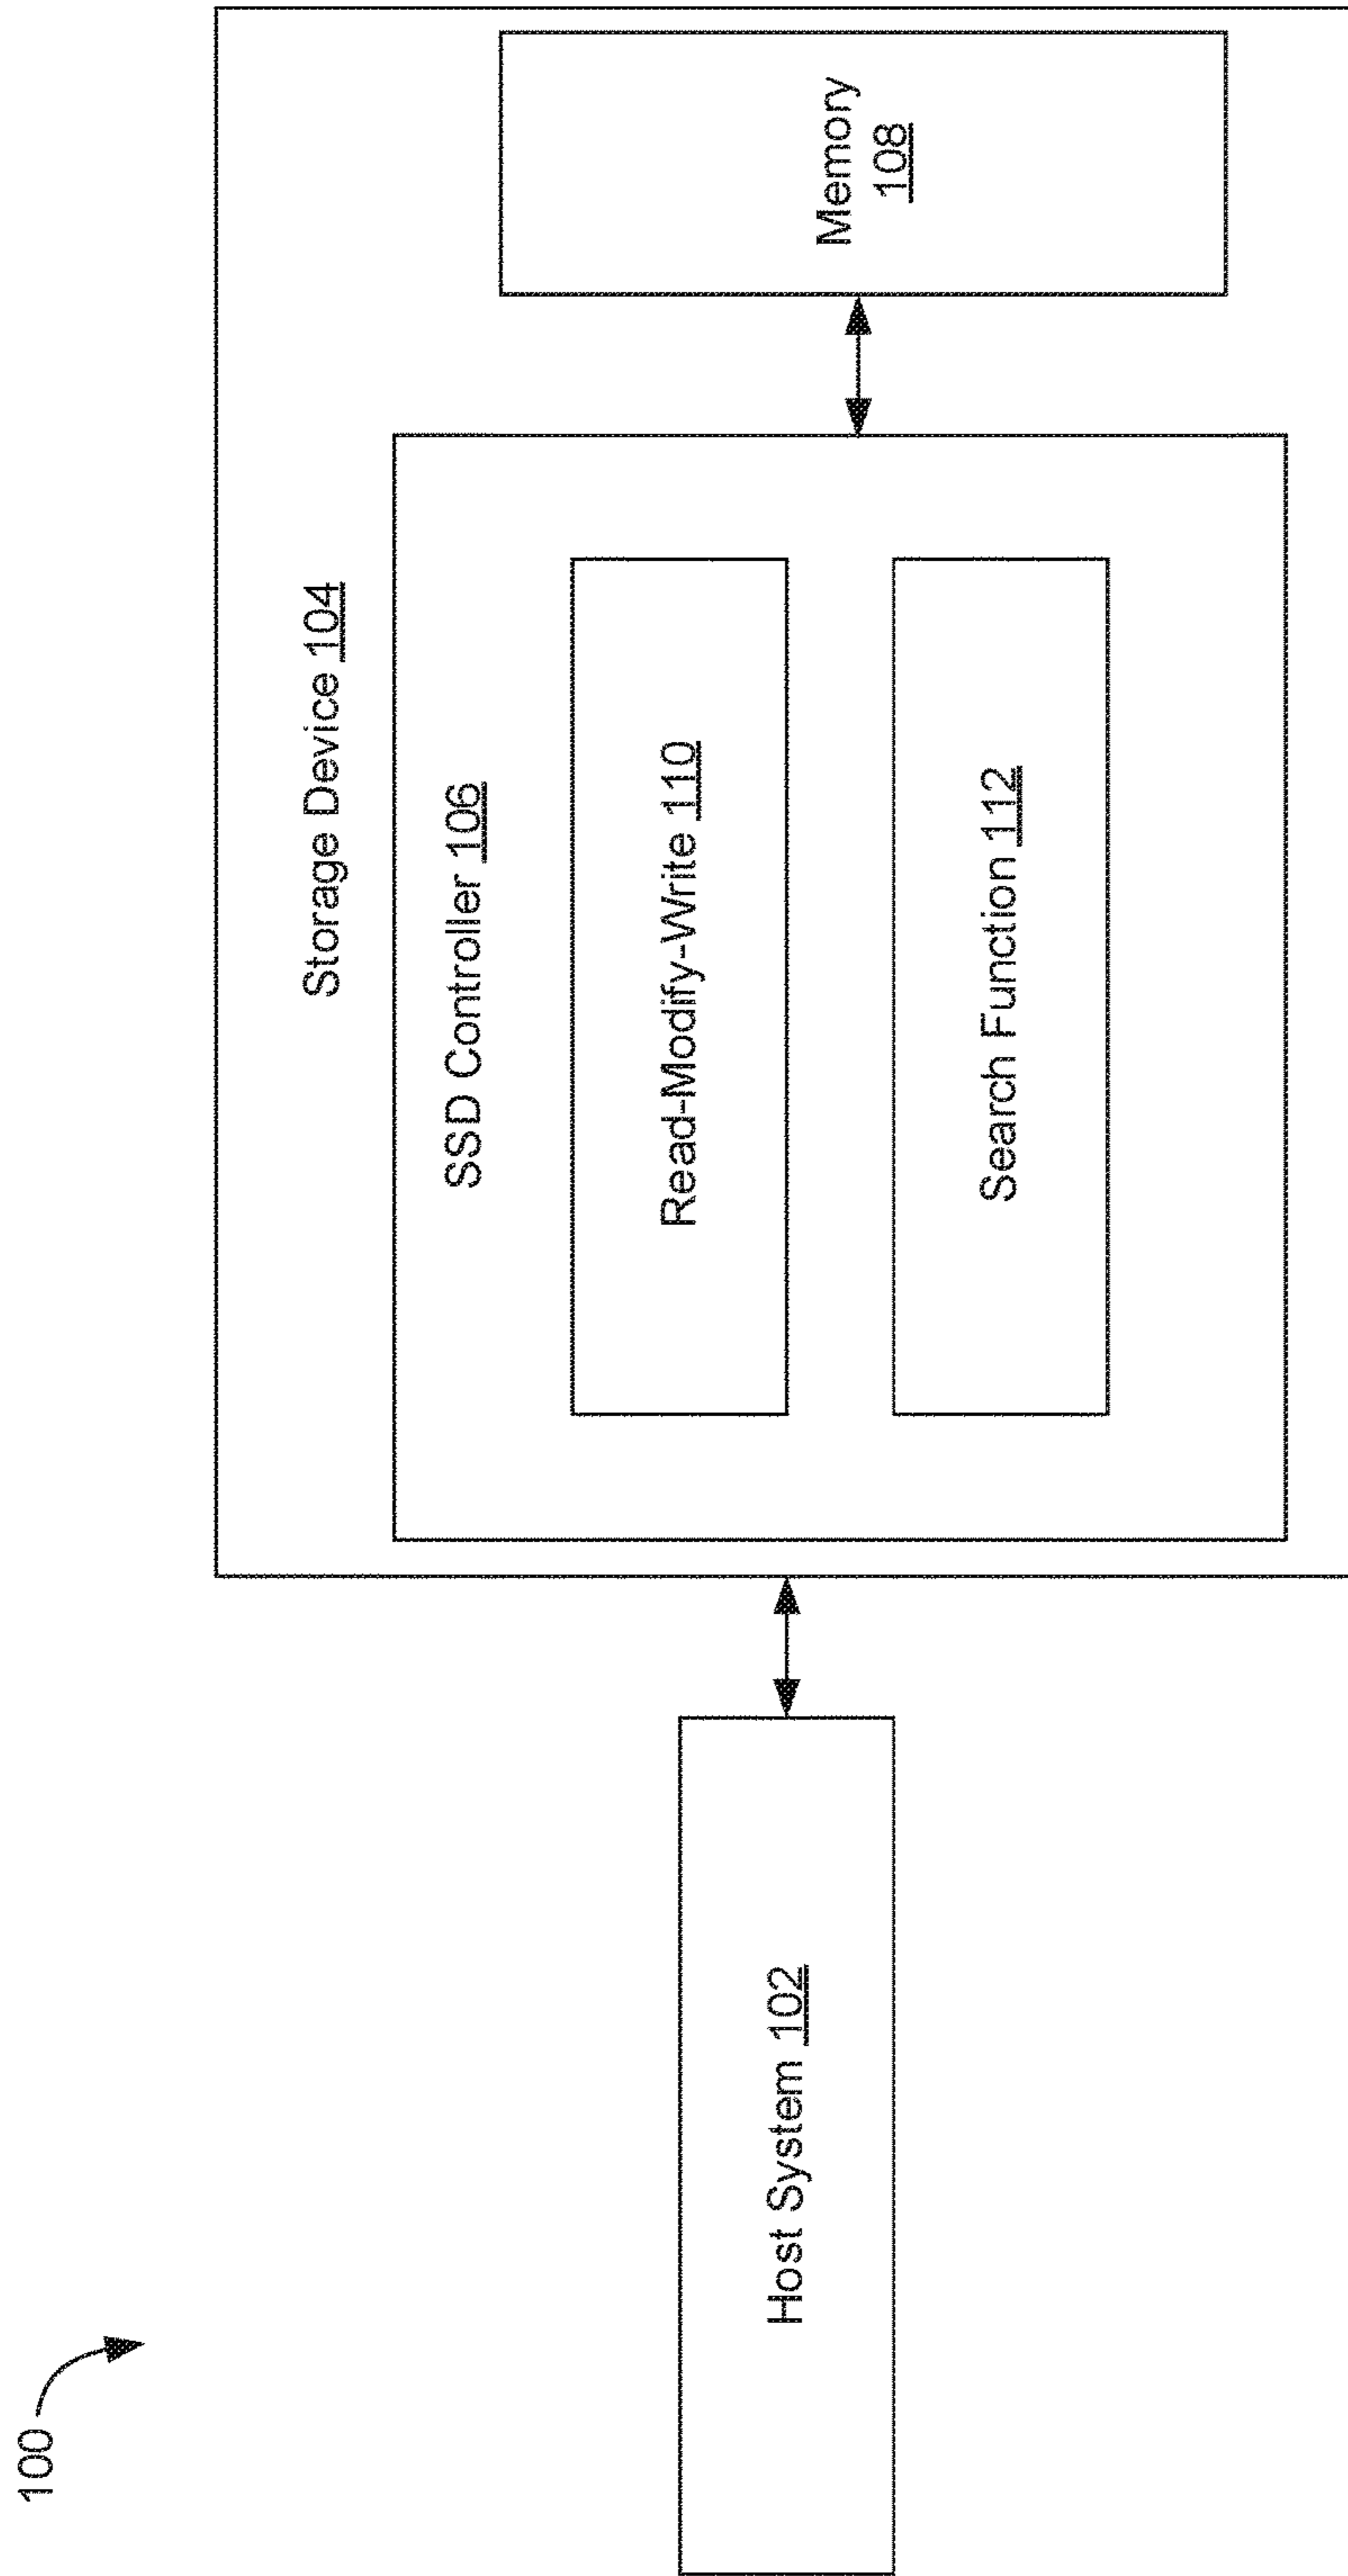 100
Storage Device 104
SSD Controller 106
Read-Modify-Write 110
Search Function 112
Memory
108
Host System 102